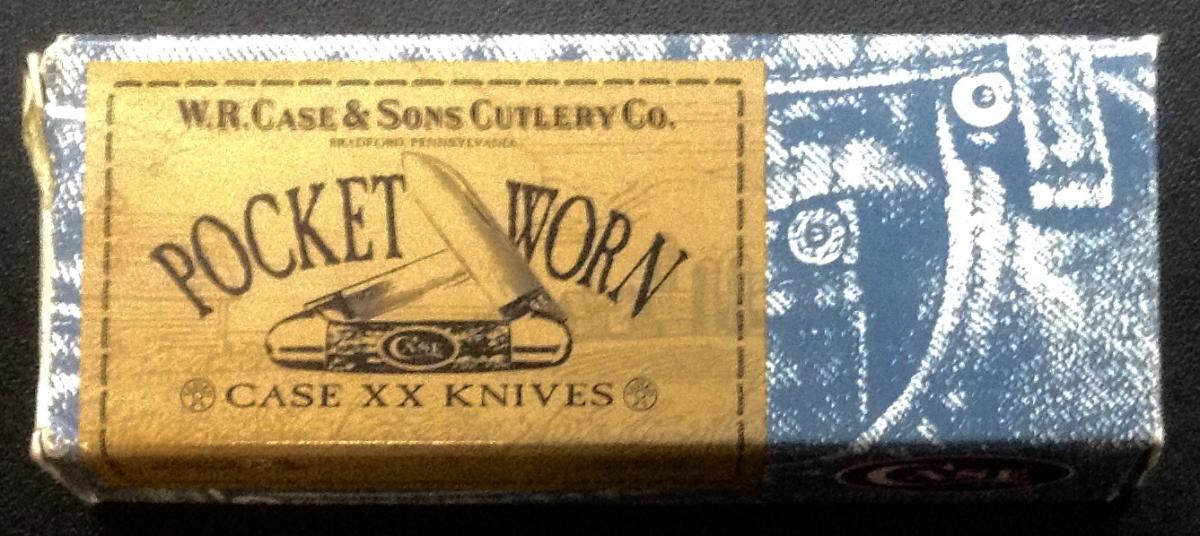 W.R. CASE & SONS CUTLERY CO.
BRADFORD, PENNSYLVANIA
POCKET WORN
CASE
CASE XX KNIVES
CASE